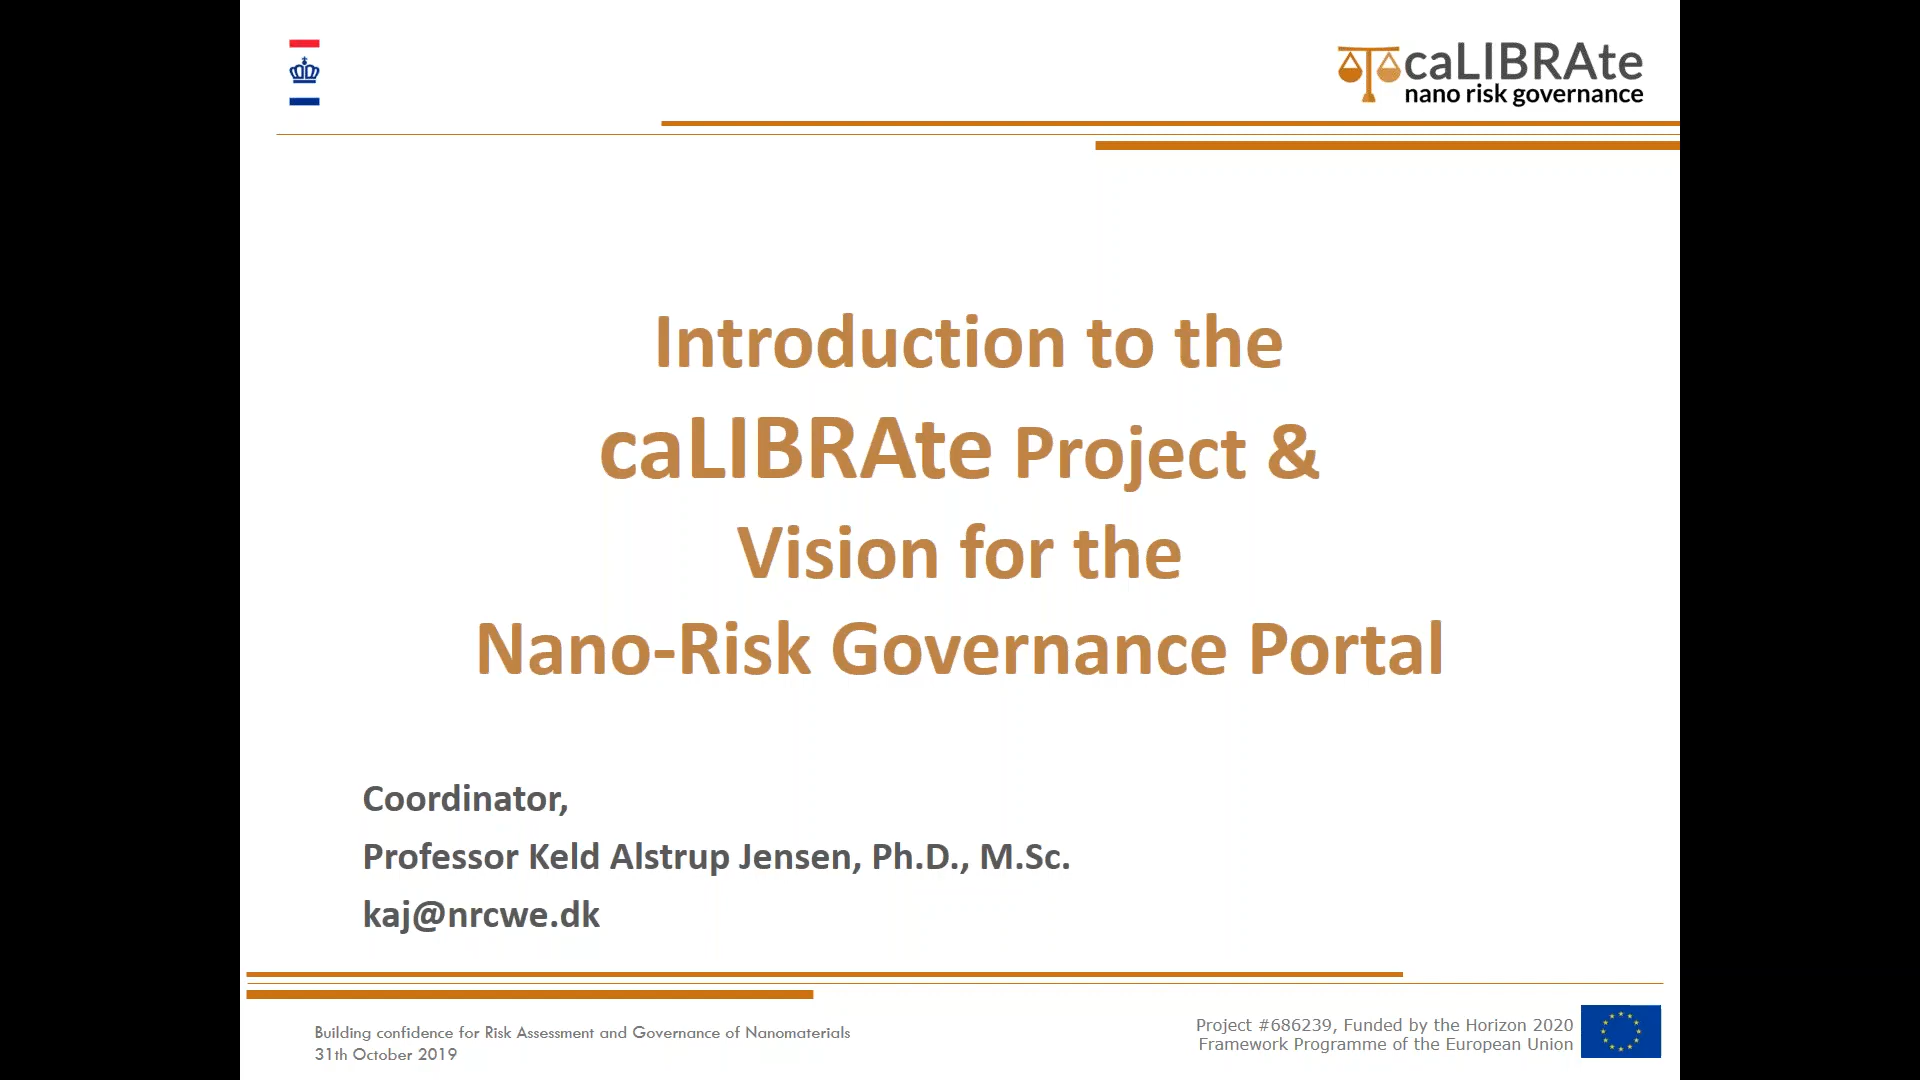 caLIBRAte
nano risk governance
Introduction to the
caLIBRAte Project &
Vision for the
Nano-Risk Governance Portal
Coordinator,
Professor Keld Alstrup Jensen, Ph.D., M.Sc.
kaj@nrcwe.dk
Building confidence for Risk Assessment and Governance of Nanomaterials
31th October 2019
Project #686239, Funded by the Horizon 2020
Framework Programme of the European Union